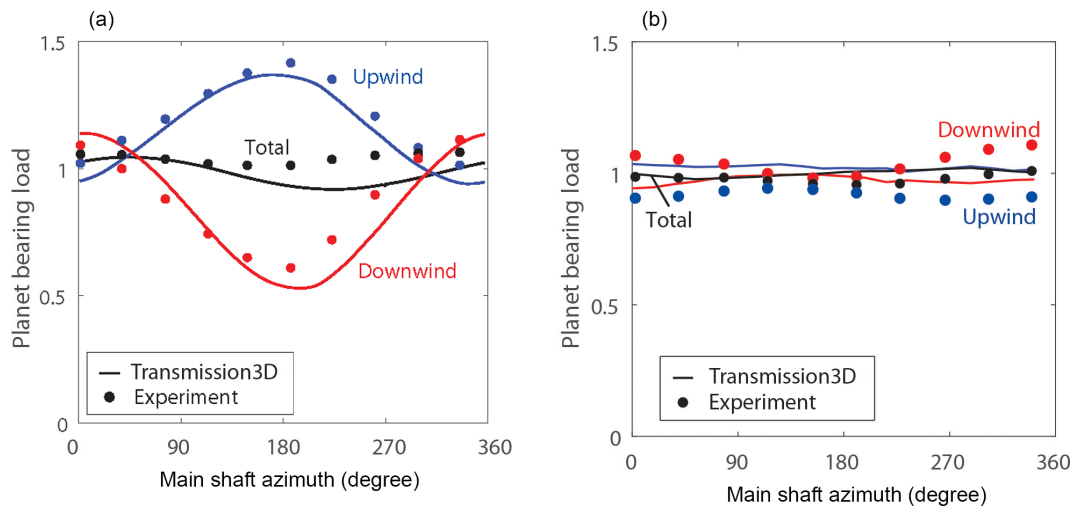 (a)
1.5
1
0.5
0
0
90
180
270
360
Planet bearing load
Main shaft azimuth (degree)
Upwind
Total
Downwind
Transmission3D
Experiment
(b)
1.5
1
0.5
0
0
90
180
270
360
Planet bearing load
Main shaft azimuth (degree)
Downwind
Total
Upwind
Transmission3D
Experiment